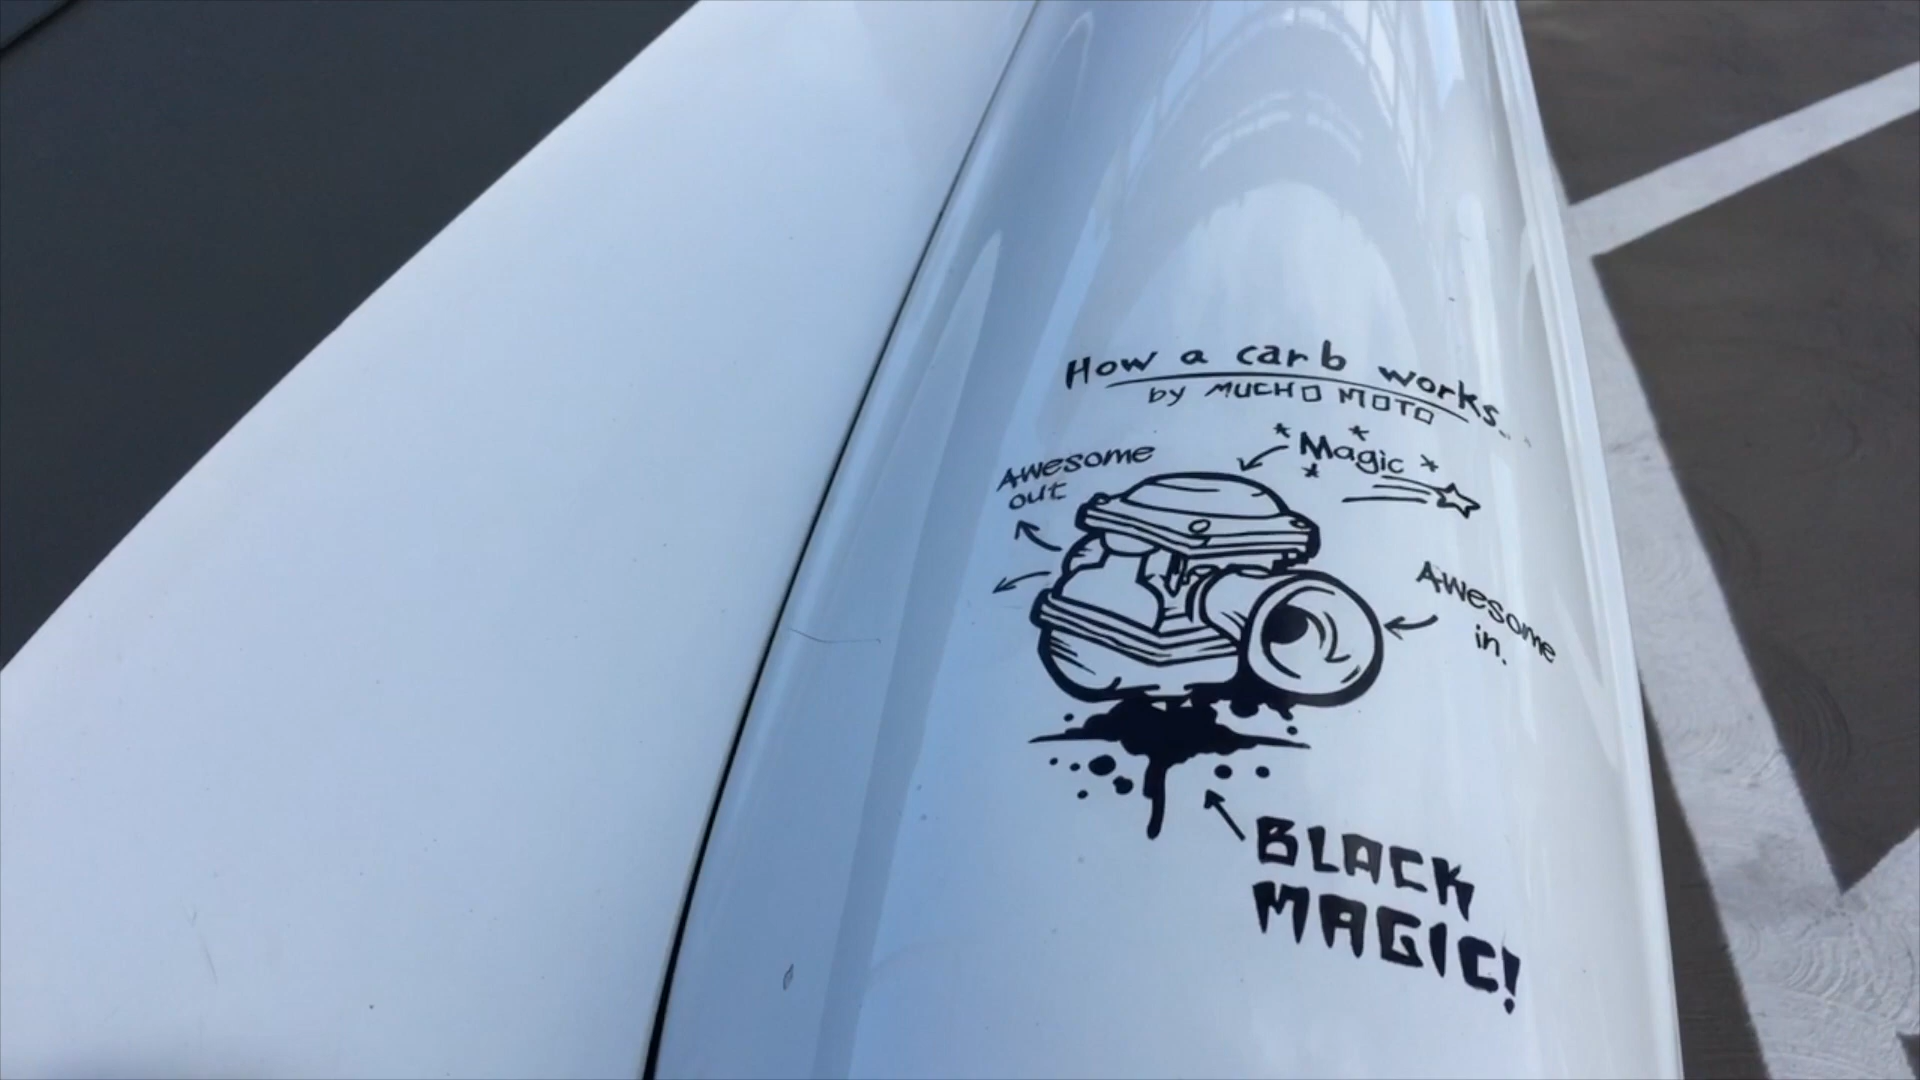 How a carb works...
by MUCHO MOTO
Magic
Awesome
out
Awesome
in.
BLACK
MAGIC!